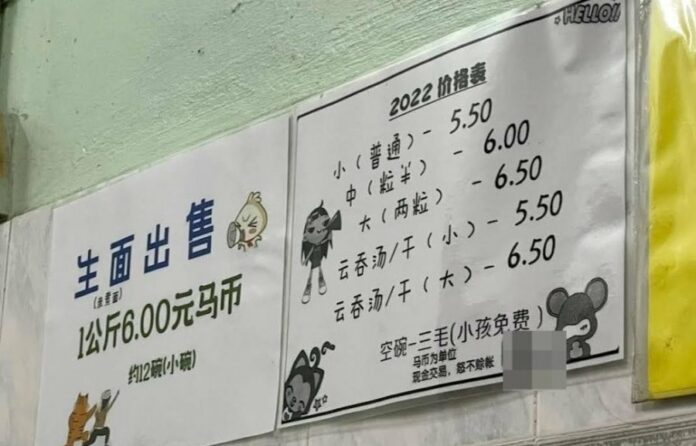 生面出售
(未煮面)
1公斤6.00元马币
约12碗(小碗)
HELLO!!
2022 价格表
小(普通)- 5.50
中(粒半) - 6.00
大(两粒) - 6.50
云吞汤/干(小)- 5.50
云吞汤/干(大)- 6.50
空碗-三毛(小孩免费)
马币为单位
现金交易，恕不赊帐